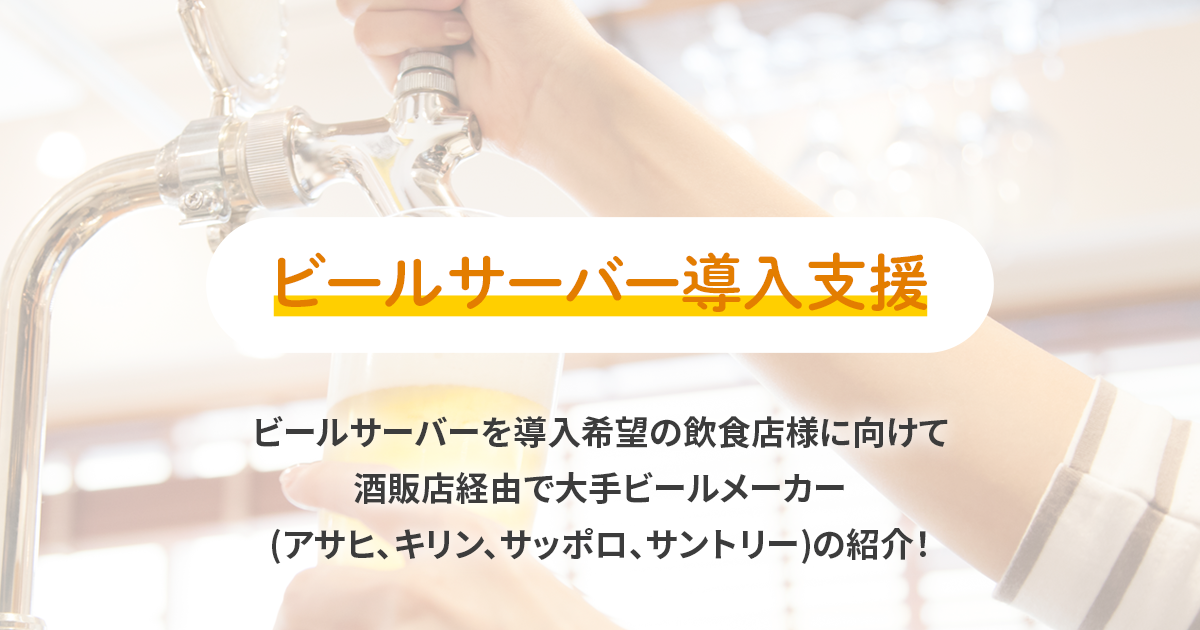 ビールサーバー導入支援
ビールサーバーを導入希望の飲食店様に向けて
酒販店経由で大手ビールメーカー
(アサヒ、キリン、サッポロ、サントリー)の紹介!